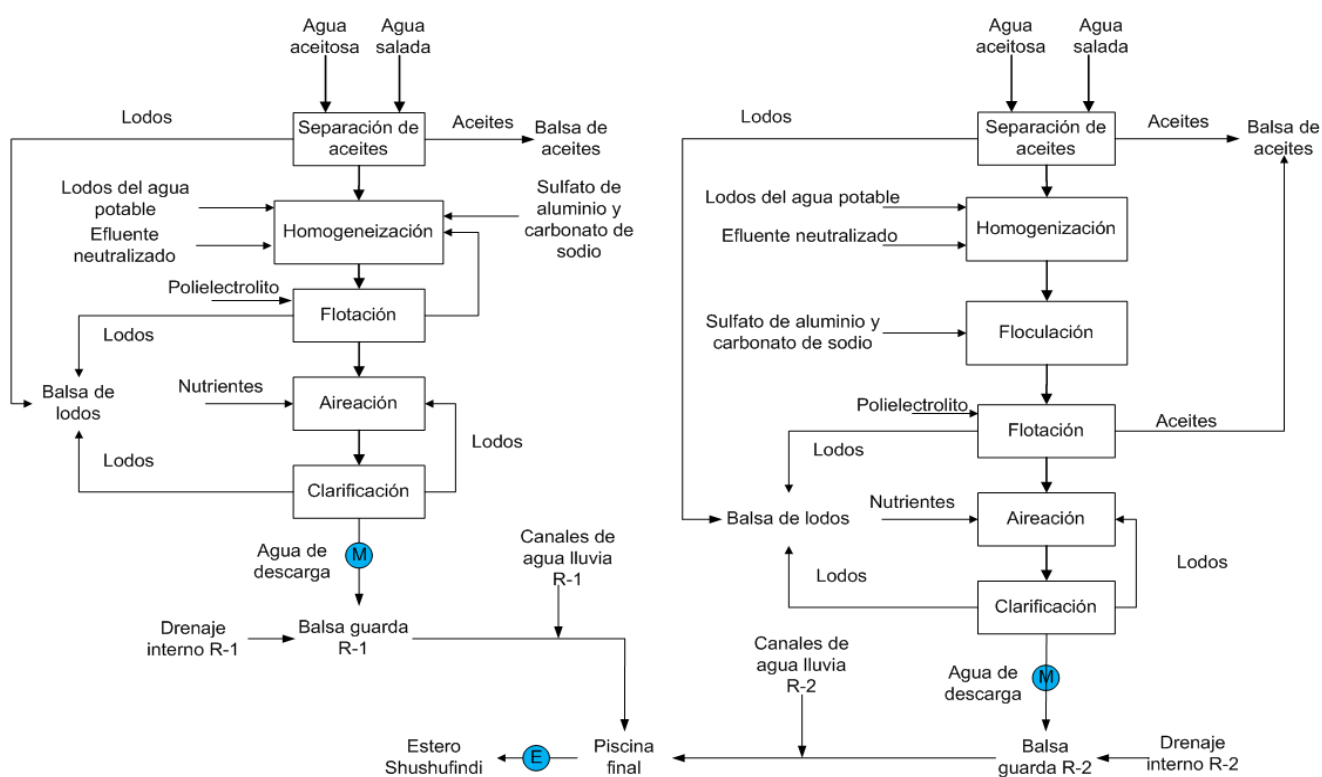 Agua
aceitosa
Agua
salada
Lodos
Separación de
aceites
Aceites
Balsa de
aceites
Lodos del agua
potable
Efluente
neutralizado
Homogeneización
Sulfato de
aluminio y
carbonato de
sodio
Polielectrolito
Flotación
Lodos
Balsa de
lodos
Nutrientes
Aireación
Lodos
Lodos
Clarificación
Agua de
descarga
M
Canales de
agua lluvia
R-1
Drenaje
interno R-1
Balsa guarda
R-1
Estero
Shushufindi
E
Piscina
final
Agua
aceitosa
Agua
salada
Lodos
Separación de
aceites
Aceites
Balsa de
aceites
Lodos del agua potable
Efluente neutralizado
Homogenización
Sulfato de aluminio y
carbonato de sodio
Floculación
Polielectrolito
Flotación
Aceites
Lodos
Balsa de lodos
Nutrientes
Aireación
Lodos
Lodos
Clarificación
Canales de
agua lluvia
R-2
Agua de
descarga
M
Balsa
guarda R-2
Drenaje
interno R-2